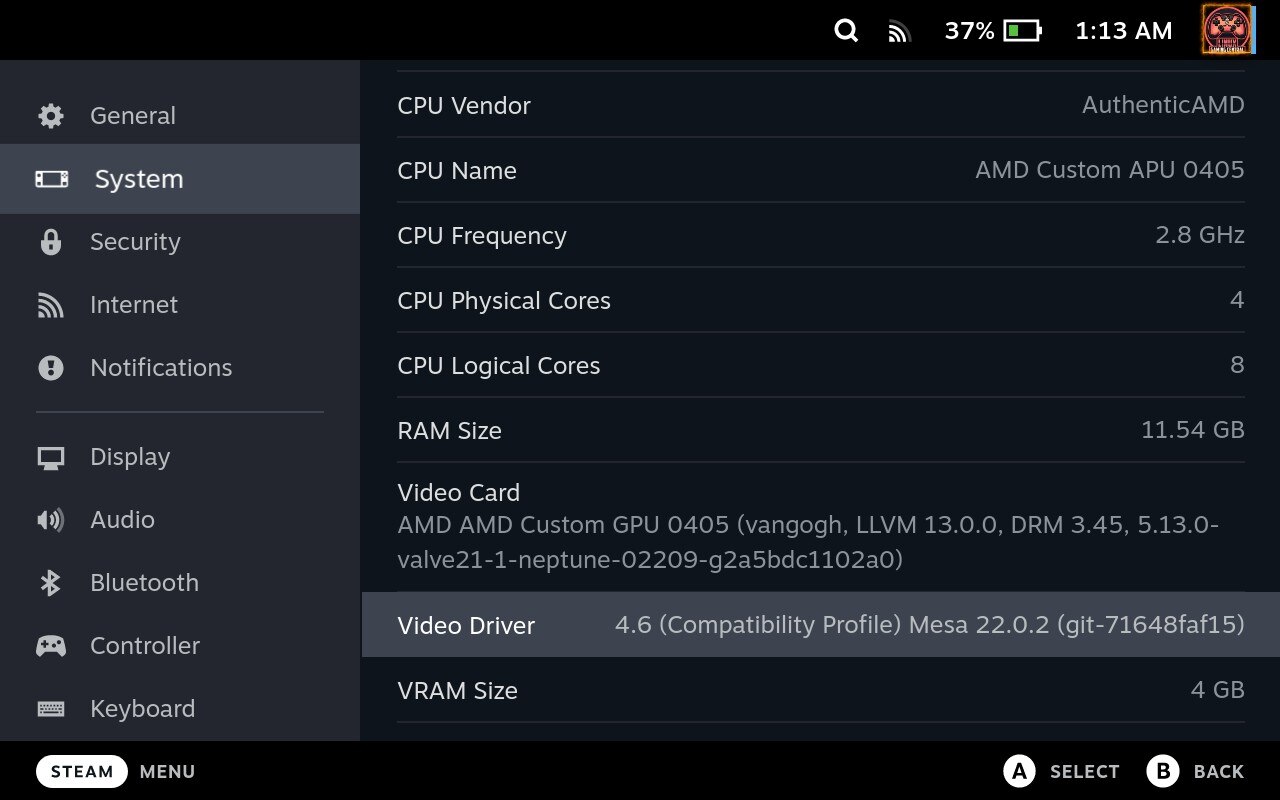 37%
1:13 AM
General
System
Security
Internet
Notifications
Display
Audio
Bluetooth
Controller
Keyboard
CPU Vendor AuthenticAMD
CPU Name AMD Custom APU 0405
CPU Frequency 2.8 GHz
CPU Physical Cores 4
CPU Logical Cores 8
RAM Size 11.54 GB
Video Card
AMD AMD Custom GPU 0405 (vangogh, LLVM 13.0.0, DRM 3.45, 5.13.0-
valve21-1-neptune-02209-g2a5bdc1102a0)
Video Driver 4.6 (Compatibility Profile) Mesa 22.0.2 (git-71648faf15)
VRAM Size 4 GB
STEAM MENU
A SELECT B BACK